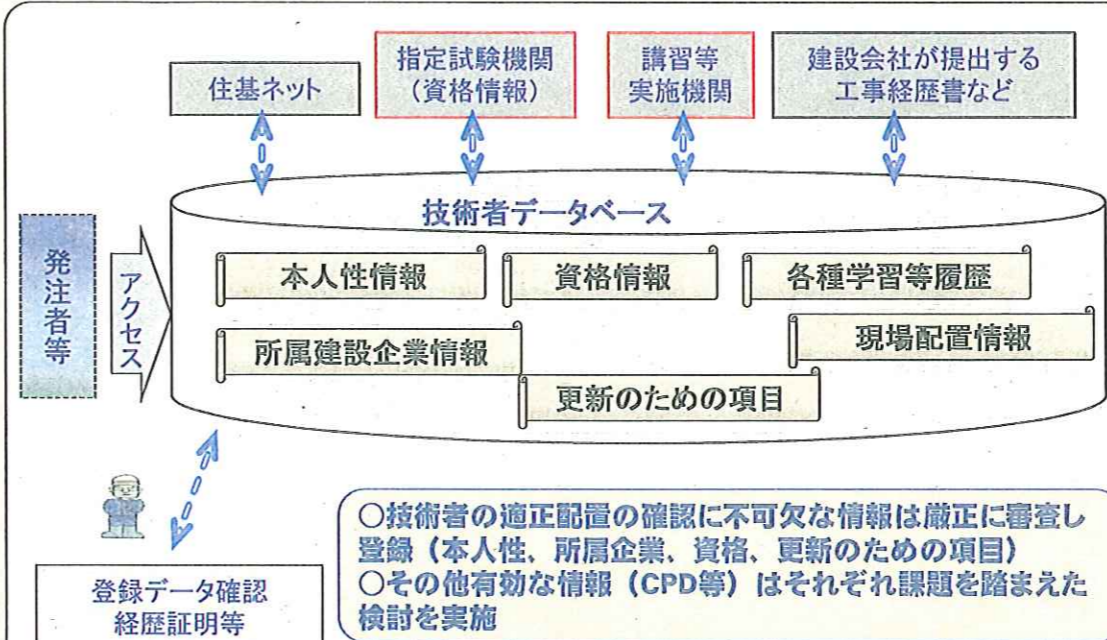 住基ネット
指定試験機関
（資格情報）
講習等
実施機関
建設会社が提出する
工事経歴書など
技術者データベース
発注者等
アクセス
本人性情報
資格情報
各種学習等履歴
所属建設企業情報
現場配置情報
更新のための項目
○技術者の適正配置の確認に不可欠な情報は厳正に審査し
登録（本人性、所属企業、資格、更新のための項目）
○その他有効な情報（CPD等）はそれぞれ課題を踏まえた
検討を実施
登録データ確認
経歴証明等